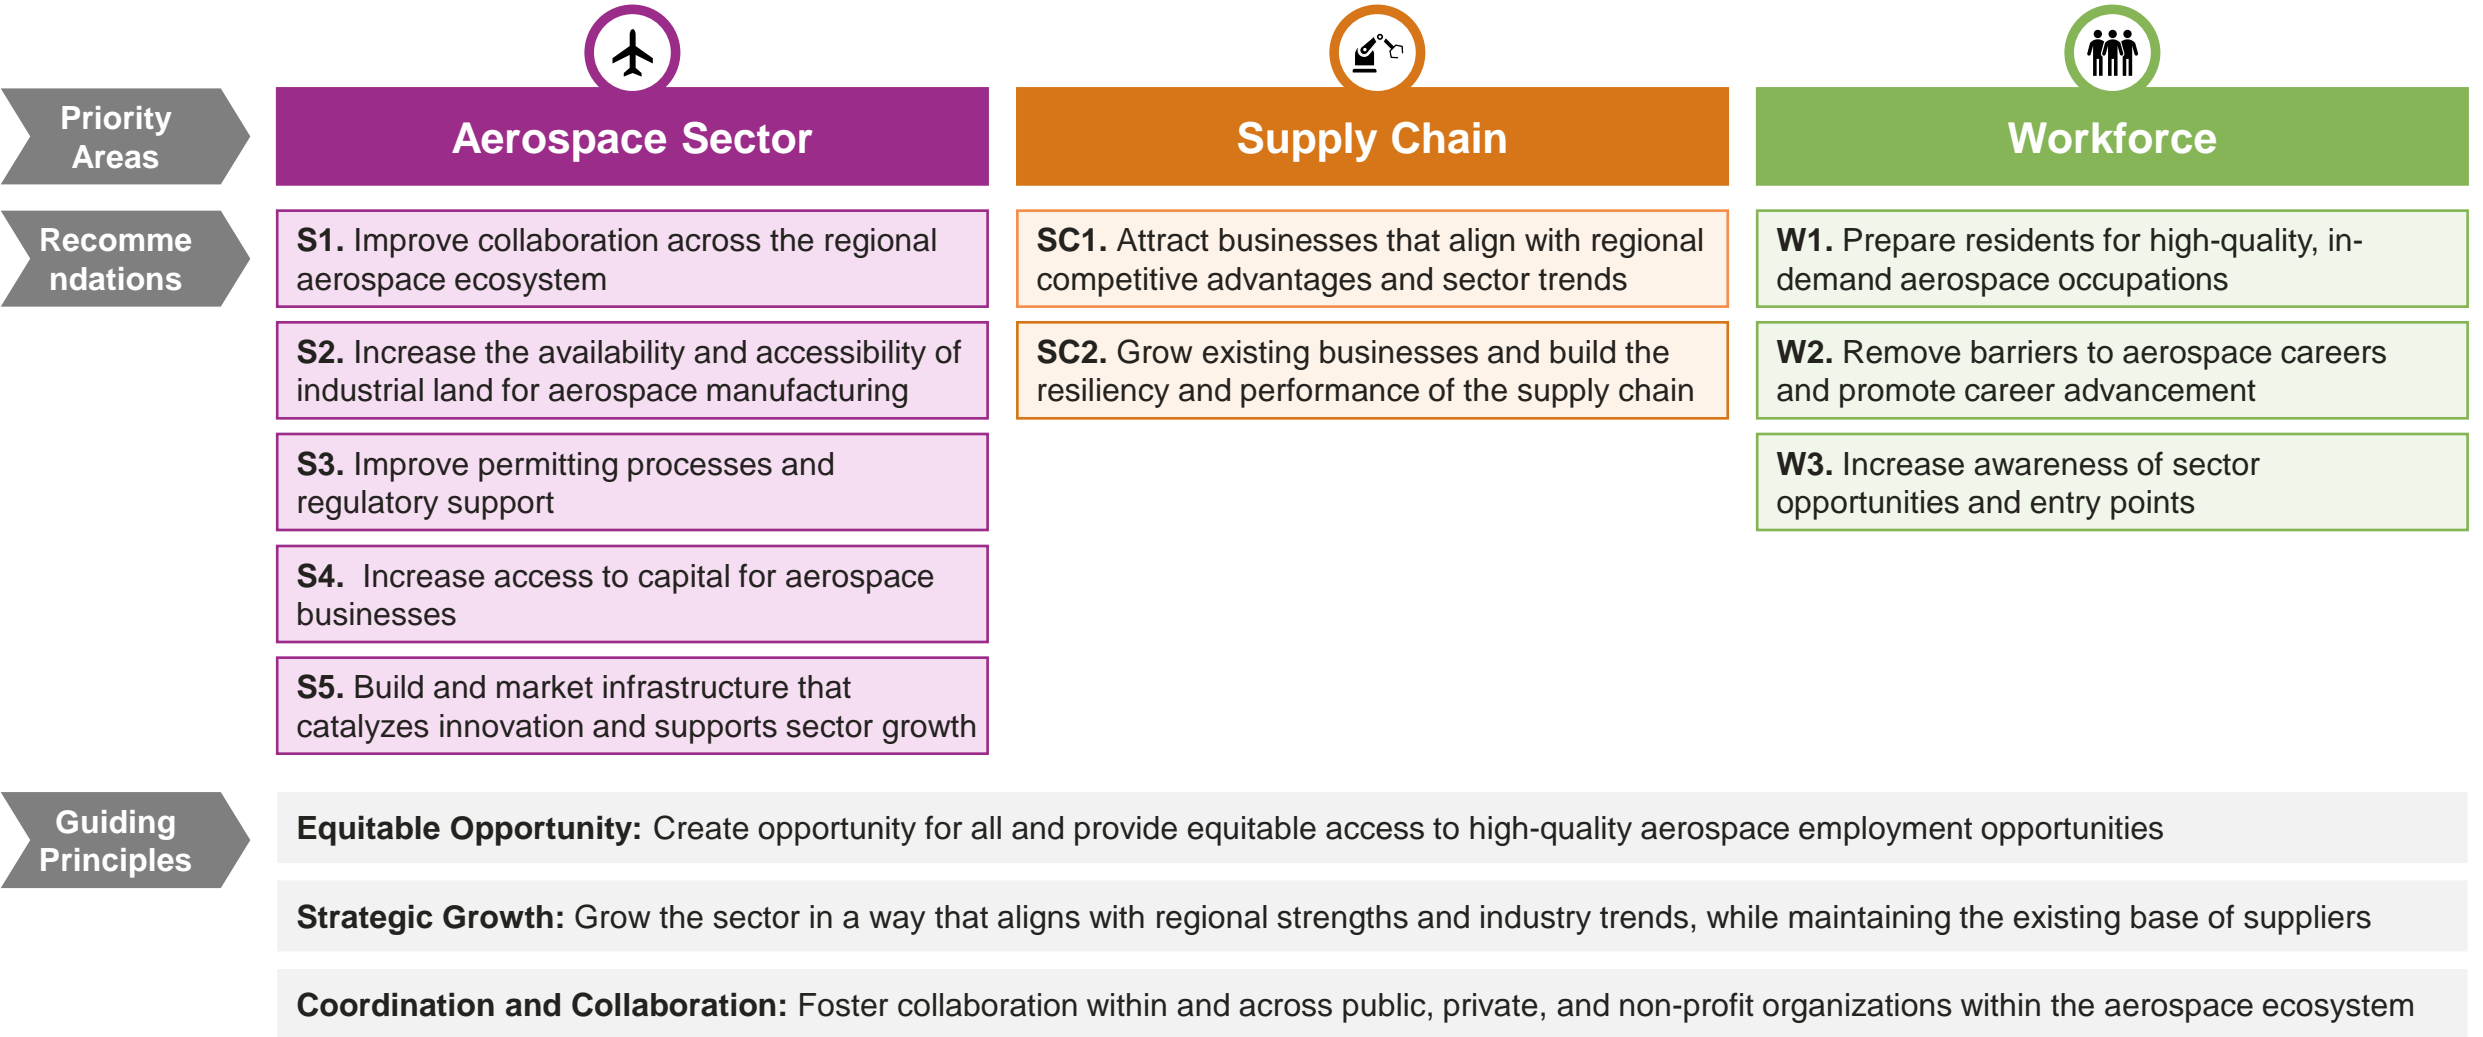 Priority
Areas
Aerospace Sector
Supply Chain
Workforce
Recomme
ndations
S1. Improve collaboration across the regional
aerospace ecosystem
S2. Increase the availability and accessibility of
industrial land for aerospace manufacturing
S3. Improve permitting processes and
regulatory support
S4.  Increase access to capital for aerospace
businesses
S5. Build and market infrastructure that
catalyzes innovation and supports sector growth
SC1. Attract businesses that align with regional
competitive advantages and sector trends
SC2. Grow existing businesses and build the
resiliency and performance of the supply chain
W1. Prepare residents for high-quality, in-
demand aerospace occupations
W2. Remove barriers to aerospace careers
and promote career advancement
W3. Increase awareness of sector
opportunities and entry points
Guiding
Principles
Equitable Opportunity: Create opportunity for all and provide equitable access to high-quality aerospace employment opportunities
Strategic Growth: Grow the sector in a way that aligns with regional strengths and industry trends, while maintaining the existing base of suppliers
Coordination and Collaboration: Foster collaboration within and across public, private, and non-profit organizations within the aerospace ecosystem